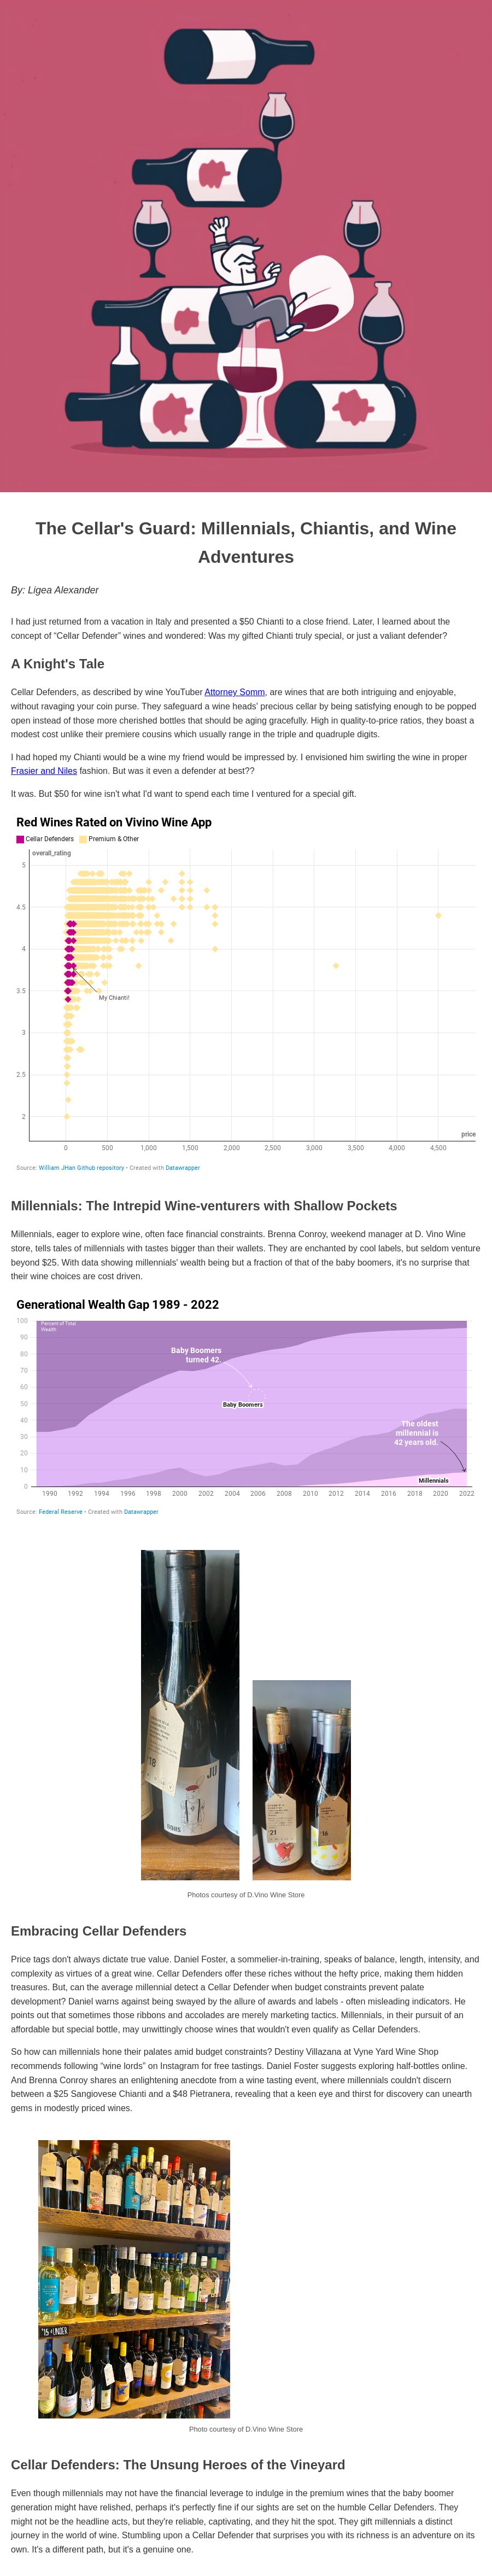 The Cellar's Guard: Millennials, Chiantis, and Wine
Adventures
By: Ligea Alexander
I had just returned from a vacation in Italy and presented a $50 Chianti to a close friend. Later, I learned about the
concept of “Cellar Defender” wines and wondered: Was my gifted Chianti truly special, or just a valiant defender?
A Knight's Tale
Cellar Defenders, as described by wine YouTuber Attorney Somm, are wines that are both intriguing and enjoyable,
without ravaging your coin purse. They safeguard a wine heads' precious cellar by being satisfying enough to be popped
open instead of those more cherished bottles that should be aging gracefully. High in quality-to-price ratios, they boast a
modest cost unlike their premiere cousins which usually range in the triple and quadruple digits.
I had hoped my Chianti would be a wine my friend would be impressed by. I envisioned him swirling the wine in proper
Frasier and Niles fashion. But was it even a defender at best??
It was. But $50 for wine isn't what I'd want to spend each time I ventured for a special gift.
Red Wines Rated on Vivino Wine App
Cellar Defenders Premium & Other
overall_rating
5
4.5
4
3.5
My Chianti!
3
2.5
2
price
0 500 1,000 1,500 2,000 2,500 3,000 3,500 4,000 4,500
Source: William JHan Github repository • Created with Datawrapper
Millennials: The Intrepid Wine-venturers with Shallow Pockets
Millennials, eager to explore wine, often face financial constraints. Brenna Conroy, weekend manager at D. Vino Wine
store, tells tales of millennials with tastes bigger than their wallets. They are enchanted by cool labels, but seldom venture
beyond $25. With data showing millennials' wealth being but a fraction of that of the baby boomers, it's no surprise that
their wine choices are cost driven.
Generational Wealth Gap 1989 - 2022
100
Percent of Total
Wealth
90
80
Baby Boomers
turned 42.
70
60
50
Baby Boomers
40
The oldest
millennial is
42 years old.
30
20
10
Millennials
0
1990 1992 1994 1996 1998 2000 2002 2004 2006 2008 2010 2012 2014 2016 2018 2020 2022
Source: Federal Reserve • Created with Datawrapper
18
JU
21
16
Photos courtesy of D.Vino Wine Store
Embracing Cellar Defenders
Price tags don't always dictate true value. Daniel Foster, a sommelier-in-training, speaks of balance, length, intensity, and
complexity as virtues of a great wine. Cellar Defenders offer these riches without the hefty price, making them hidden
treasures. But, can the average millennial detect a Cellar Defender when budget constraints prevent palate
development? Daniel warns against being swayed by the allure of awards and labels - often misleading indicators. He
points out that sometimes those ribbons and accolades are merely marketing tactics. Millennials, in their pursuit of an
affordable but special bottle, may unwittingly choose wines that wouldn't even qualify as Cellar Defenders.
So how can millennials hone their palates amid budget constraints? Destiny Villazana at Vyne Yard Wine Shop
recommends following “wine lords” on Instagram for free tastings. Daniel Foster suggests exploring half-bottles online.
And Brenna Conroy shares an enlightening anecdote from a wine tasting event, where millennials couldn't discern
between a $25 Sangiovese Chianti and a $48 Pietranera, revealing that a keen eye and thirst for discovery can unearth
gems in modestly priced wines.
$15 & UNDER
Photo courtesy of D.Vino Wine Store
Cellar Defenders: The Unsung Heroes of the Vineyard
Even though millennials may not have the financial leverage to indulge in the premium wines that the baby boomer
generation might have relished, perhaps it's perfectly fine if our sights are set on the humble Cellar Defenders. They
might not be the headline acts, but they're reliable, captivating, and they hit the spot. They gift millennials a distinct
journey in the world of wine. Stumbling upon a Cellar Defender that surprises you with its richness is an adventure on its
own. It's a different path, but it's a genuine one.